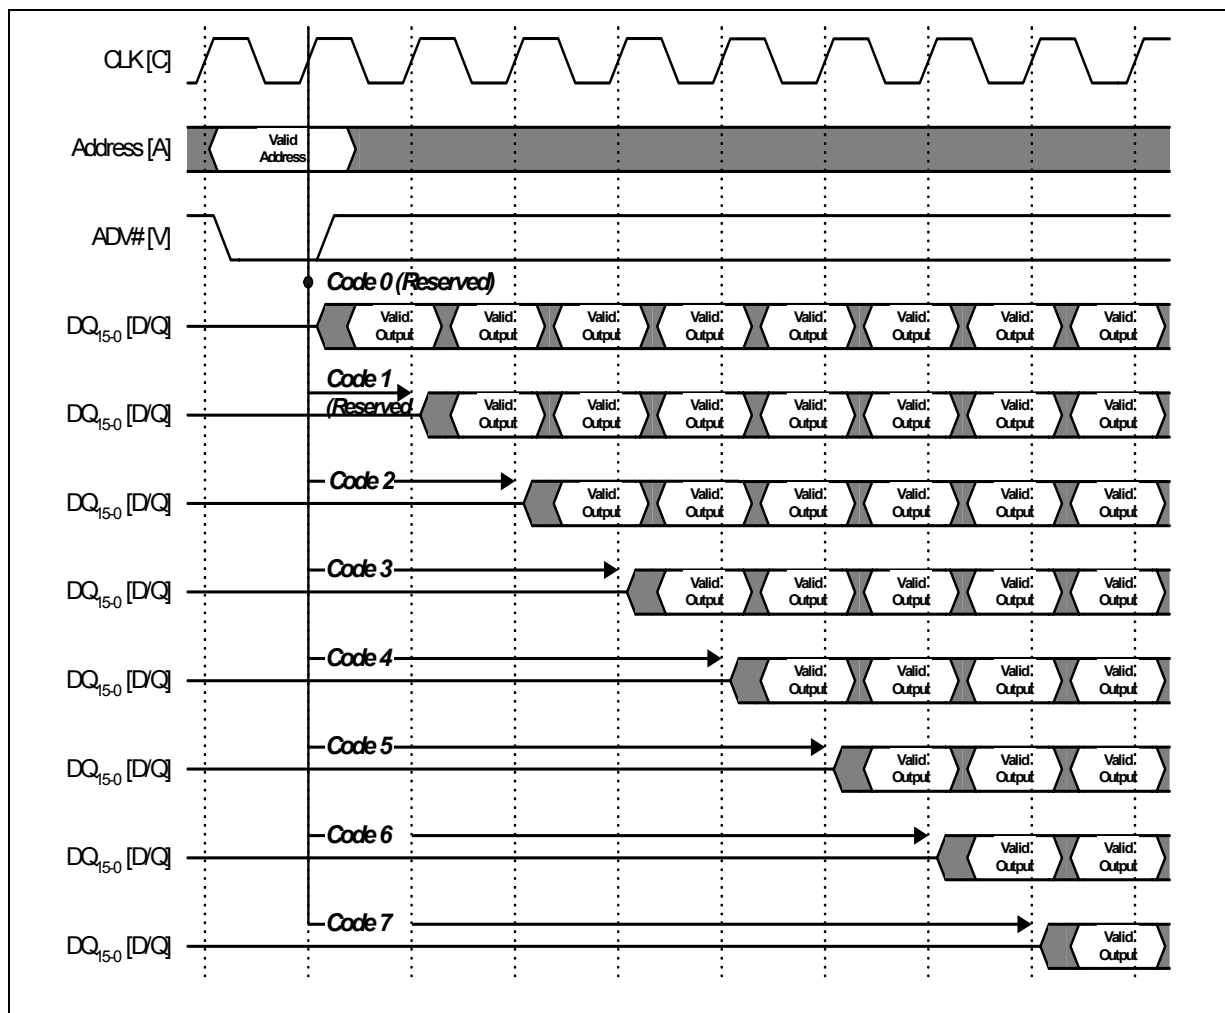 CLK [C]
Address [A]
Valid
Address
ADV# [V]
Code 0 (Reserved)
DQ15-0 [D/Q]
Valid Output Valid Output Valid Output Valid Output Valid Output Valid Output Valid Output Valid Output
Code 1
(Reserved
DQ15-0 [D/Q]
Valid Output Valid Output Valid Output Valid Output Valid Output Valid Output Valid Output
Code 2
DQ15-0 [D/Q]
Valid Output Valid Output Valid Output Valid Output Valid Output Valid Output
Code 3
DQ15-0 [D/Q]
Valid Output Valid Output Valid Output Valid Output Valid Output
Code 4
DQ15-0 [D/Q]
Valid Output Valid Output Valid Output Valid Output
Code 5
DQ15-0 [D/Q]
Valid Output Valid Output Valid Output
Code 6
DQ15-0 [D/Q]
Valid Output Valid Output
Code 7
DQ15-0 [D/Q]
Valid Output